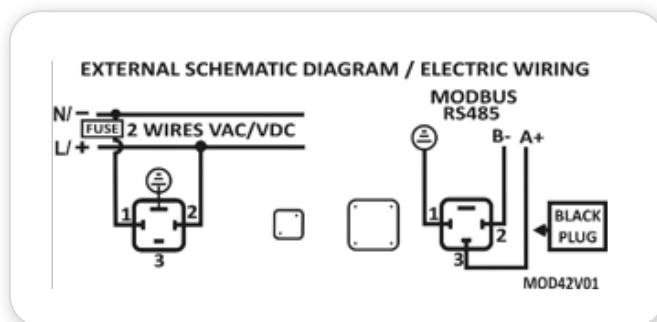 EXTERNAL SCHEMATIC DIAGRAM / ELECTRIC WIRING
N/-
FUSE 2 WIRES VAC/VDC
L/+
1
2
3
MODBUS
RS485
B- A+
1
2
3
BLACK
PLUG
MOD42V01